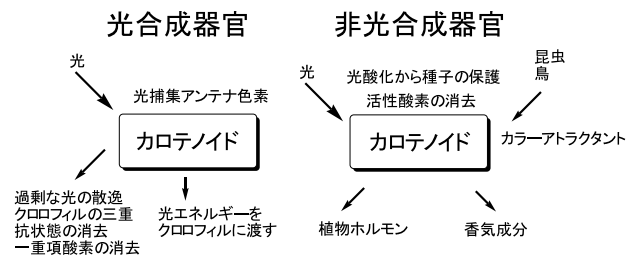 光合成器官
光
光捕集アンテナ色素
カロテノイド
過剰な光の散逸
クロロフィルの三重
抗状態の消去
一重項酸素の消去
光エネルギーを
クロロフィルに渡す
非光合成器官
光
光酸化から種子の保護
活性酸素の消去
昆虫
鳥
カロテノイド
カラーアトラクタント
植物ホルモン
香気成分